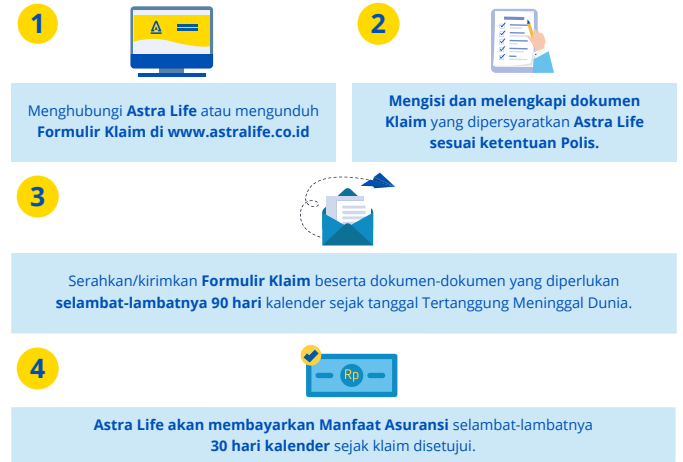 1
Menghubungi Astra Life atau mengunduh
Formulir Klaim di www.astralife.co.id
2
Mengisi dan melengkapi dokumen
Klaim yang dipersyaratkan Astra Life
sesuai ketentuan Polis.
3
Serahkan/kirimkan Formulir Klaim beserta dokumen-dokumen yang diperlukan
selambat-lambatnya 90 hari kalender sejak tanggal Tertanggung Meninggal Dunia.
4
Rp
Astra Life akan membayarkan Manfaat Asuransi selambat-lambatnya
30 hari kalender sejak klaim disetujui.